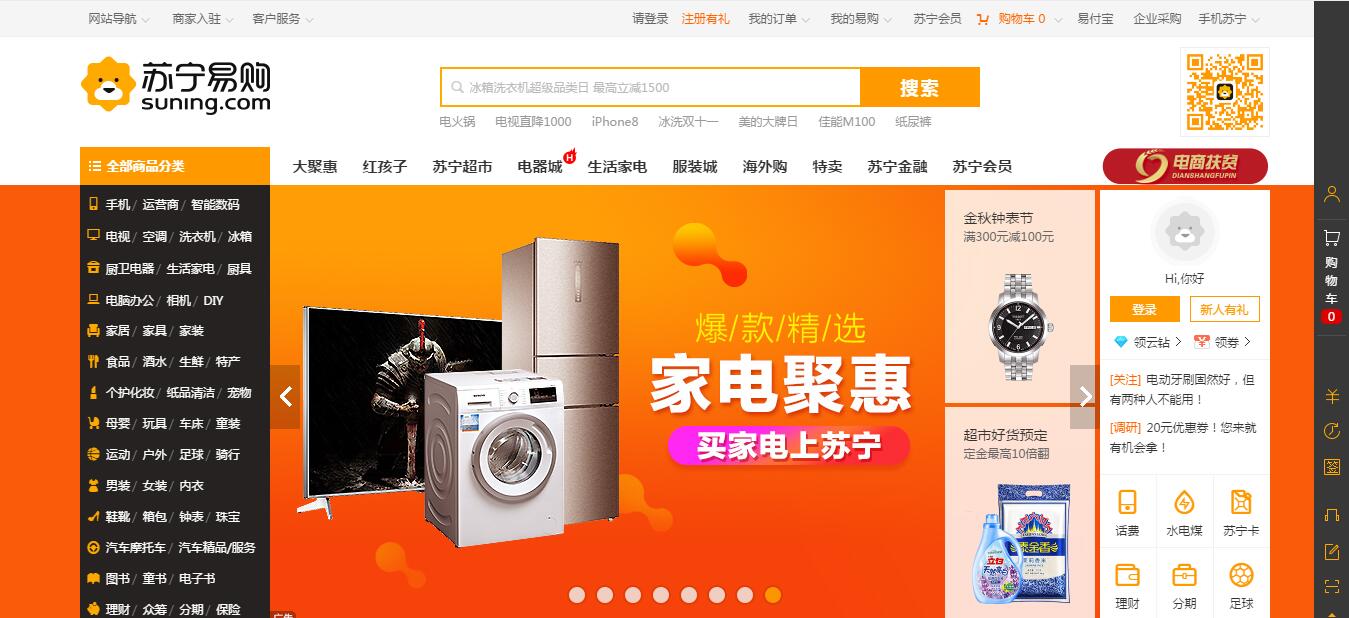 网站导航 商家入驻 客户服务 请登录 注册有礼 我的订单 我的易购 苏宁会员 购物车 0 易付宝 企业采购 手机苏宁
苏宁易购
suning.com
冰箱洗衣机超级品类日 最高立减1500 搜索
电火锅 电视直降1000 iPhone8 冰洗双十一 美的大牌日 佳能M100 纸尿裤
全部商品分类 大聚惠 红孩子 苏宁超市 电器城 H 生活家电 服装城 海外购 特卖 苏宁金融 苏宁会员
电商扶贫
DIANSHANGFUPIN
手机/ 运营商/ 智能数码
电视/ 空调/ 洗衣机/ 冰箱
厨卫电器/ 生活家电/ 厨具
电脑办公/ 相机/ DIY
家居/ 家具/ 家装
食品/ 酒水/ 生鲜/ 特产
个护化妆/ 纸品清洁/ 宠物
母婴/ 玩具/ 车床/ 童装
运动/ 户外/ 足球/ 骑行
男装/ 女装/ 内衣
鞋靴/ 箱包/ 钟表/ 珠宝
汽车摩托车/ 汽车精品/服务
图书/ 童书/ 电子书
理财/ 众筹/ 分期/ 保险
爆/款/精/选
家电聚惠
买家电上苏宁
广告
金秋钟表节
满300元减100元
超市好货预定
定金最高10倍翻
立白
天然亮白
泰金香
茉莉香米
Hi,你好
登录 新人有礼
领云钻 领券
[关注] 电动牙刷固然好，但
有两种人不能用！
[调研] 20元优惠券！您来就
有机会拿！
话费 水电煤 苏宁卡
理财 分期 足球
购
物
车
0
签